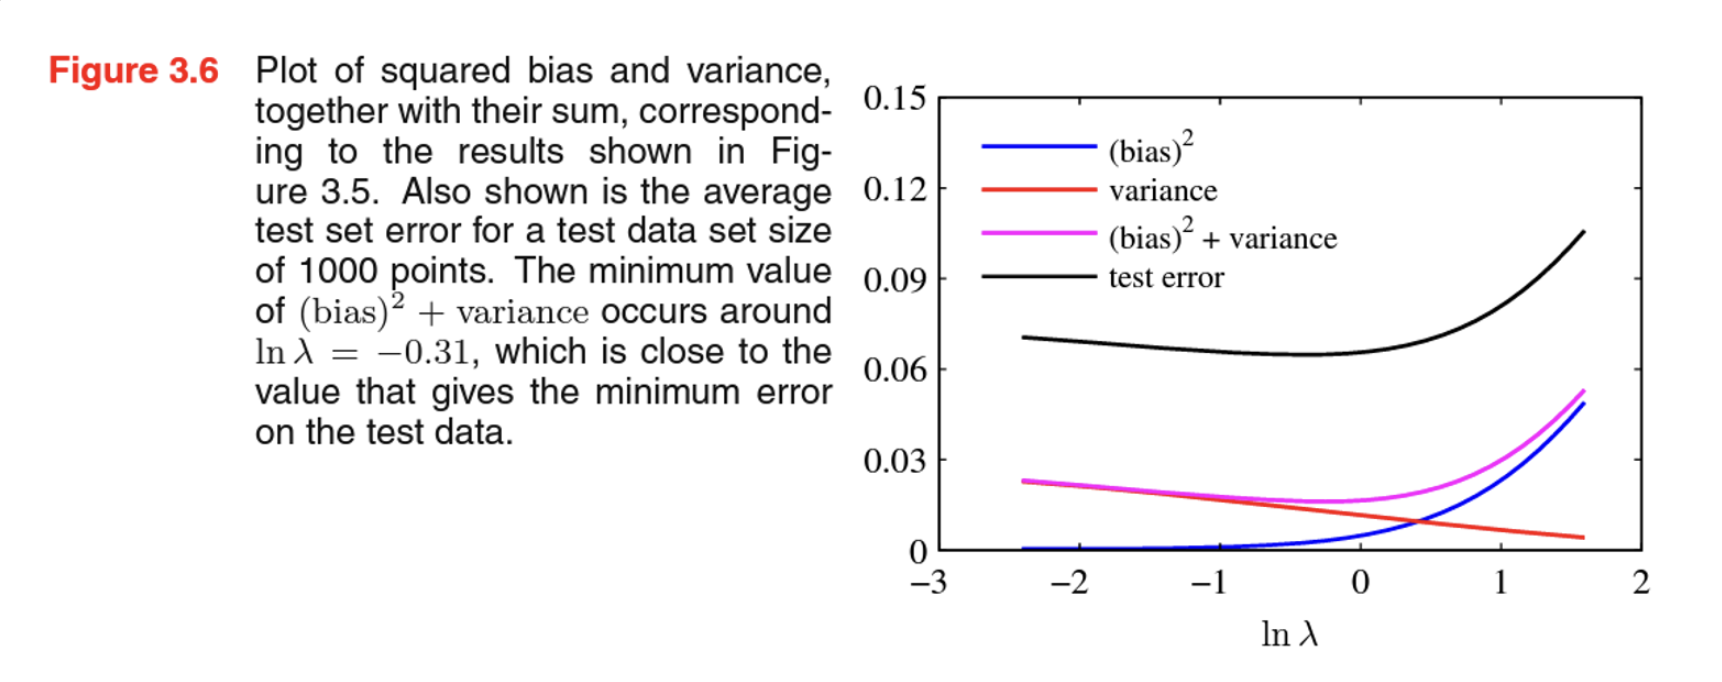 Figure 3.6 Plot of squared bias and variance,
together with their sum, correspond-
ing to the results shown in Fig-
ure 3.5. Also shown is the average
test set error for a test data set size
of 1000 points. The minimum value
of (bias)² + variance occurs around
ln λ = −0.31, which is close to the
value that gives the minimum error
on the test data.
0.15
0.12
0.09
0.06
0.03
0
(bias)²
variance
(bias)² + variance
test error
−3 −2 −1 0 1 2
ln λ